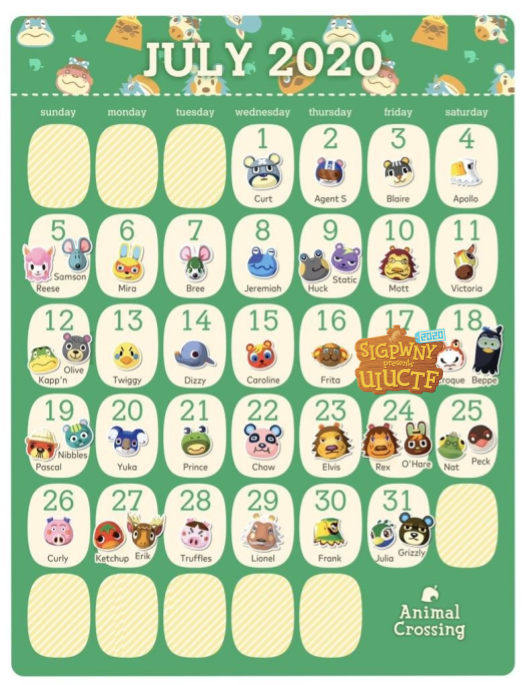 JULY 2020
sunday monday tuesday wednesday thursday friday saturday
1 2 3 4
Curt Agent S Blaire Apollo
5 6 7 8 9 10 11
Reese Samson Miro Bree Jeremiah Huck Static Mott Victoria
12 13 14 15 16 17 18
2020
SIGPWNY
presents
UIUCTF
Kapp'n Olive Twiggy Dizzy Caroline Frita Croque Beppe
19 20 21 22 23 24 25
Pascal Nibbles Yuka Prince Chow Elvis Rex O'Hare Nat Peck
26 27 28 29 30 31
Curly Ketchup Erik Truffles Lionel Frank Julia Grizzly
Animal
Crossing